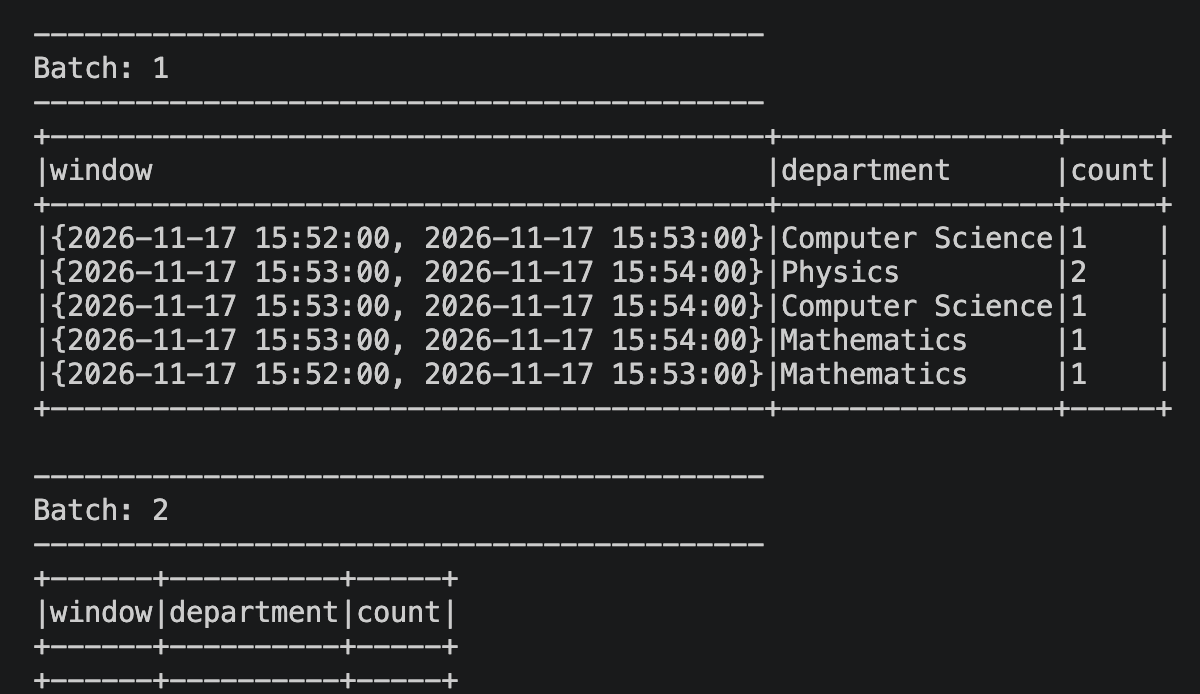 -------------------------------------------
Batch: 1
-------------------------------------------
+------------------------------------------+----------------+-----+
|window                                    |department      |count|
+------------------------------------------+----------------+-----+
|{2026-11-17 15:52:00, 2026-11-17 15:53:00}|Computer Science|1    |
|{2026-11-17 15:53:00, 2026-11-17 15:54:00}|Physics         |2    |
|{2026-11-17 15:53:00, 2026-11-17 15:54:00}|Computer Science|1    |
|{2026-11-17 15:53:00, 2026-11-17 15:54:00}|Mathematics     |1    |
|{2026-11-17 15:52:00, 2026-11-17 15:53:00}|Mathematics     |1    |
+------------------------------------------+----------------+-----+
-------------------------------------------
Batch: 2
-------------------------------------------
+------+----------+-----+
|window|department|count|
+------+----------+-----+
+------+----------+-----+